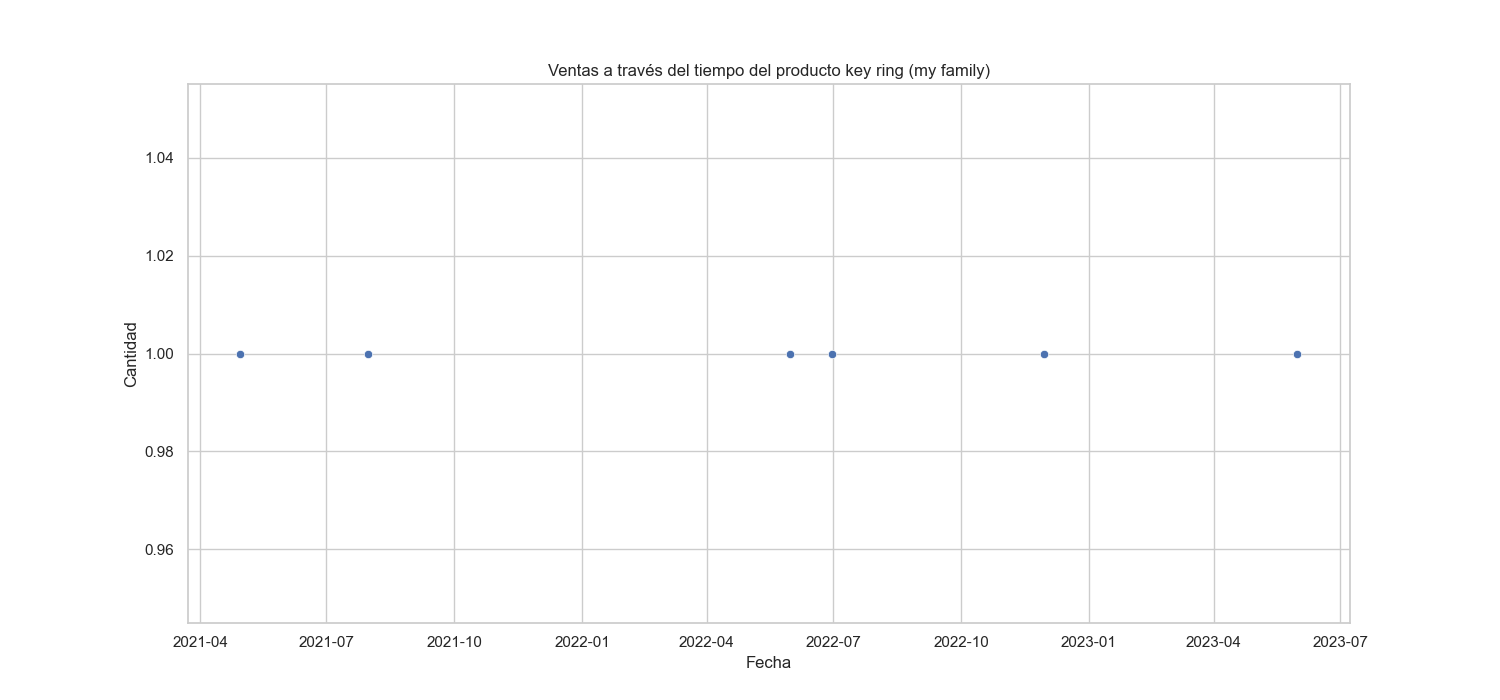 Ventas a través del tiempo del producto key ring (my family)
1.04
1.02
1.00
0.98
0.96
Cantidad
2021-04 2021-07 2021-10 2022-01 2022-04 2022-07 2022-10 2023-01 2023-04 2023-07
Fecha